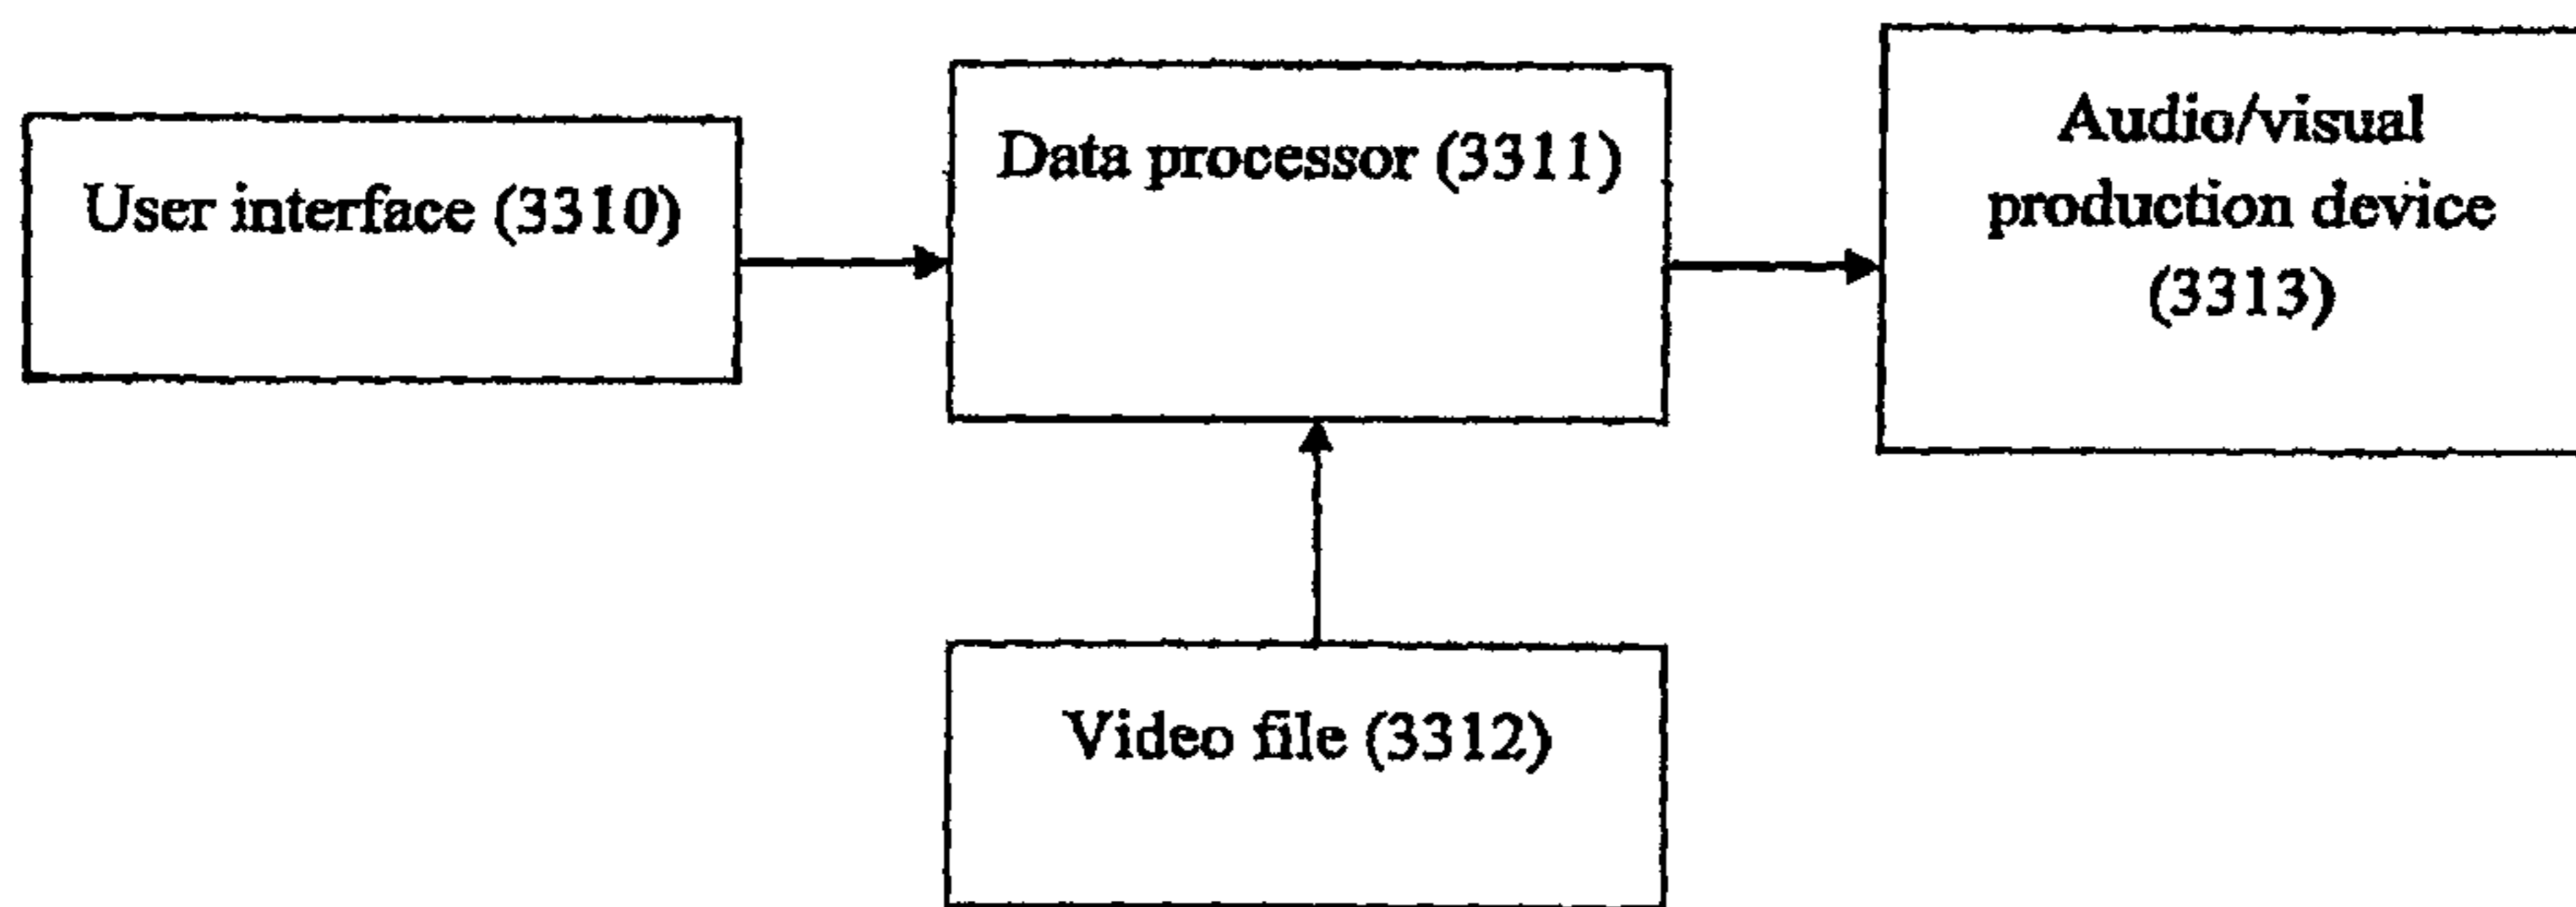 User interface (3310)
Data processor (3311)
Audio/visual
production device
(3313)
Video file (3312)